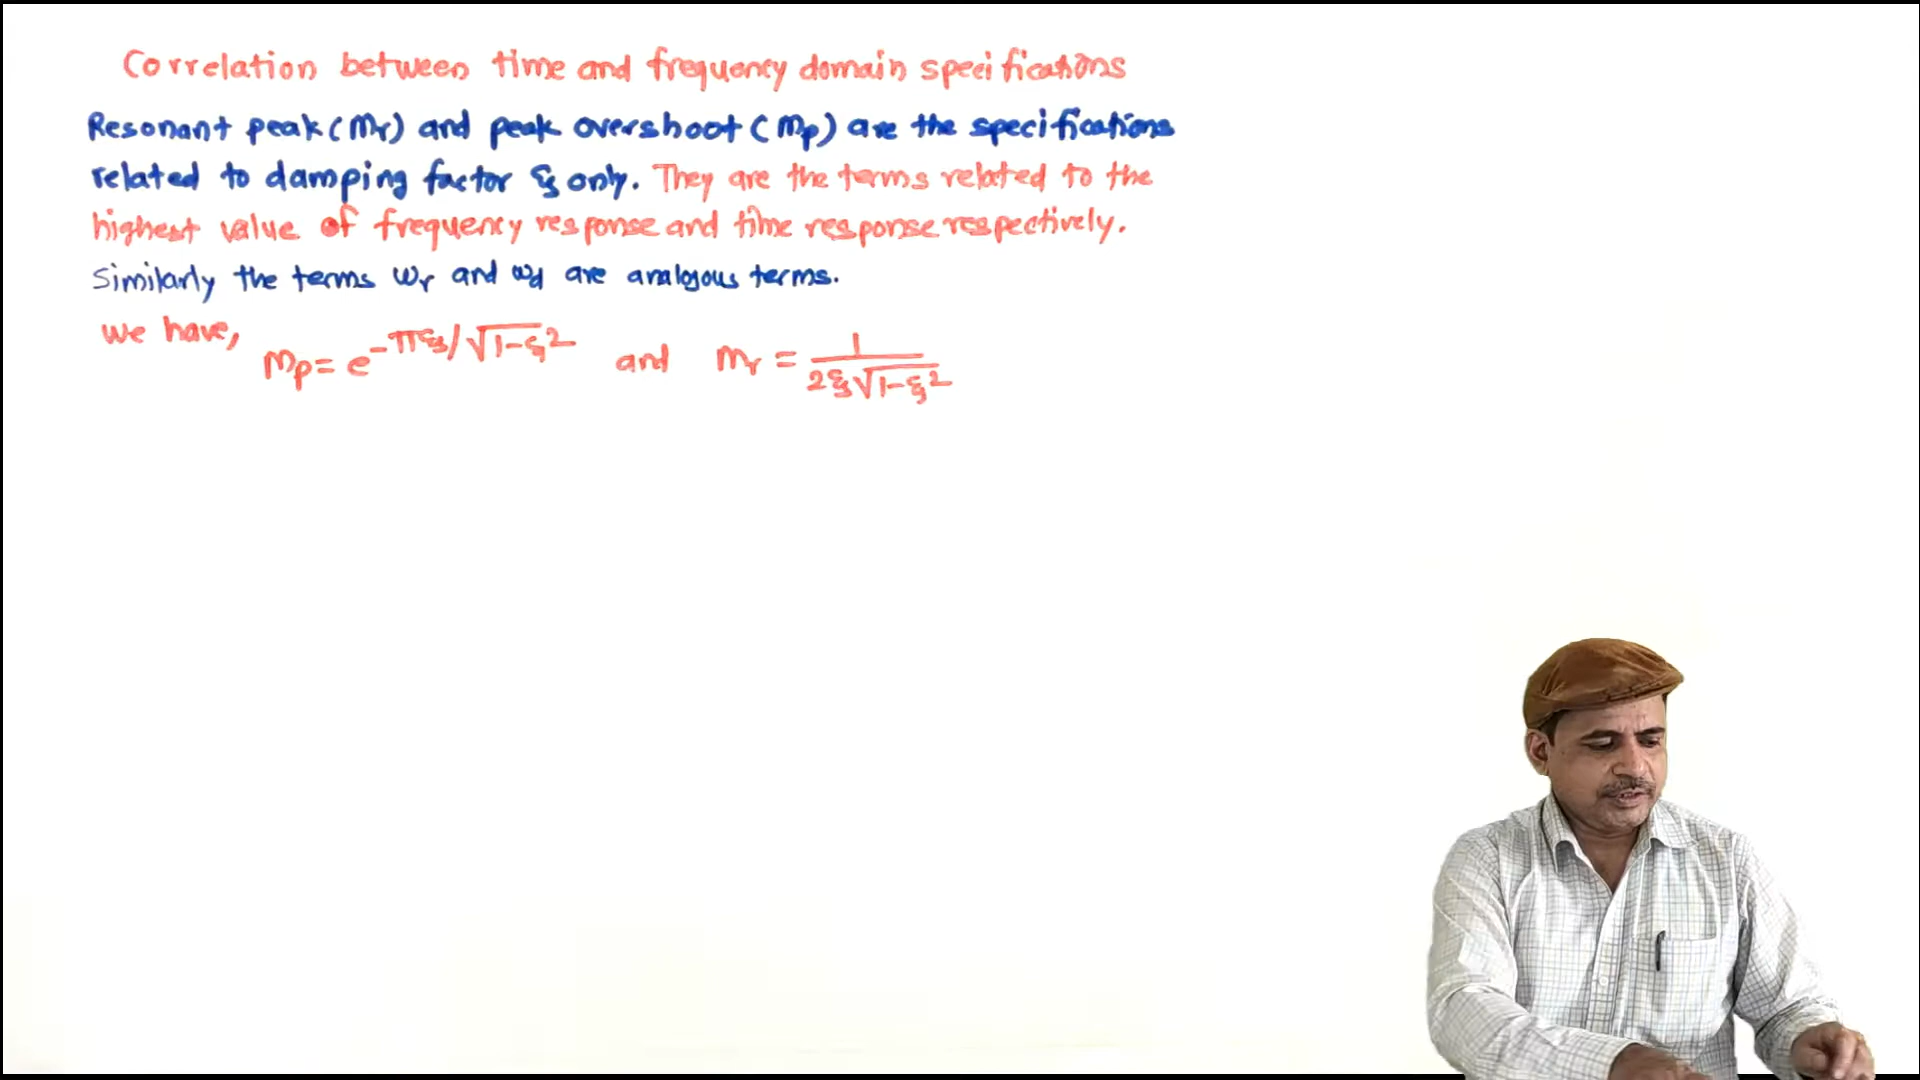 Correlation between time and frequency domain specifications
Resonant peak (Mr) and peak overshoot (Mp) are the specifications
related to damping factor ξ only. They are the terms related to the
highest value of frequency response and time response respectively.
Similarly the terms ωr and ωd are analogous terms.
We have,
Mp = e^(-πξ/√(1-ξ²)) and Mr = 1/(2ξ√(1-ξ²))